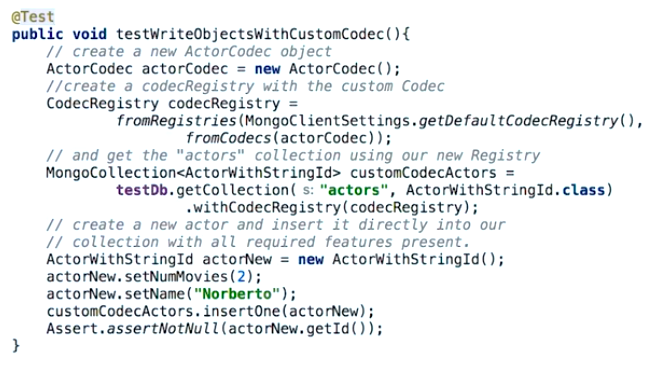 @Test
public void testWriteObjectsWithCustomCodec(){
// create a new ActorCodec object
ActorCodec actorCodec = new ActorCodec();
//create a codecRegistry with the custom Codec
CodecRegistry codecRegistry =
fromRegistries(MongoClientSettings.getDefaultCodecRegistry(),
fromCodecs(actorCodec));
// and get the "actors" collection using our new Registry
MongoCollection<ActorWithStringId> customCodecActors =
testDb.getCollection( s: "actors", ActorWithStringId.class)
.withCodecRegistry(codecRegistry);
// create a new actor and insert it directly into our
// collection with all required features present.
ActorWithStringId actorNew = new ActorWithStringId();
actorNew.setNumMovies(2);
actorNew.setName("Norberto");
customCodecActors.insertOne(actorNew);
Assert.assertNotNull(actorNew.getId());
}